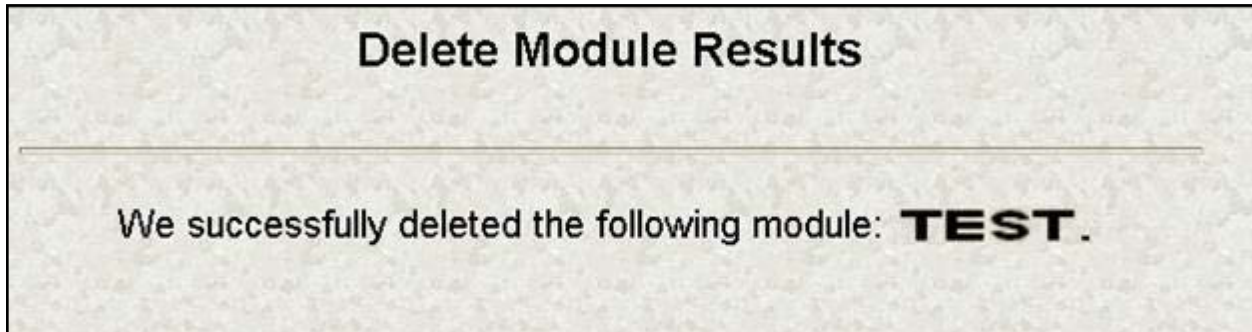 Delete Module Results
We successfully deleted the following module: TEST.